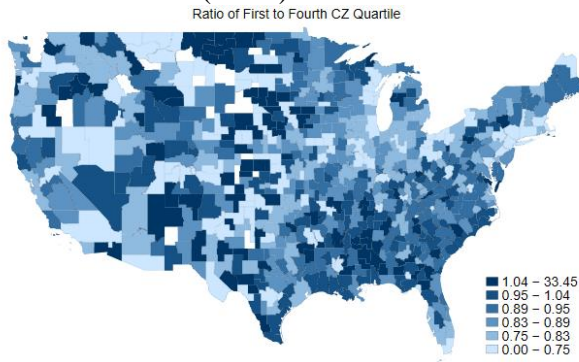 Ratio of First to Fourth CZ Quartile
1.04 – 33.45
0.95 – 1.04
0.89 – 0.95
0.83 – 0.89
0.75 – 0.83
0.00 – 0.75